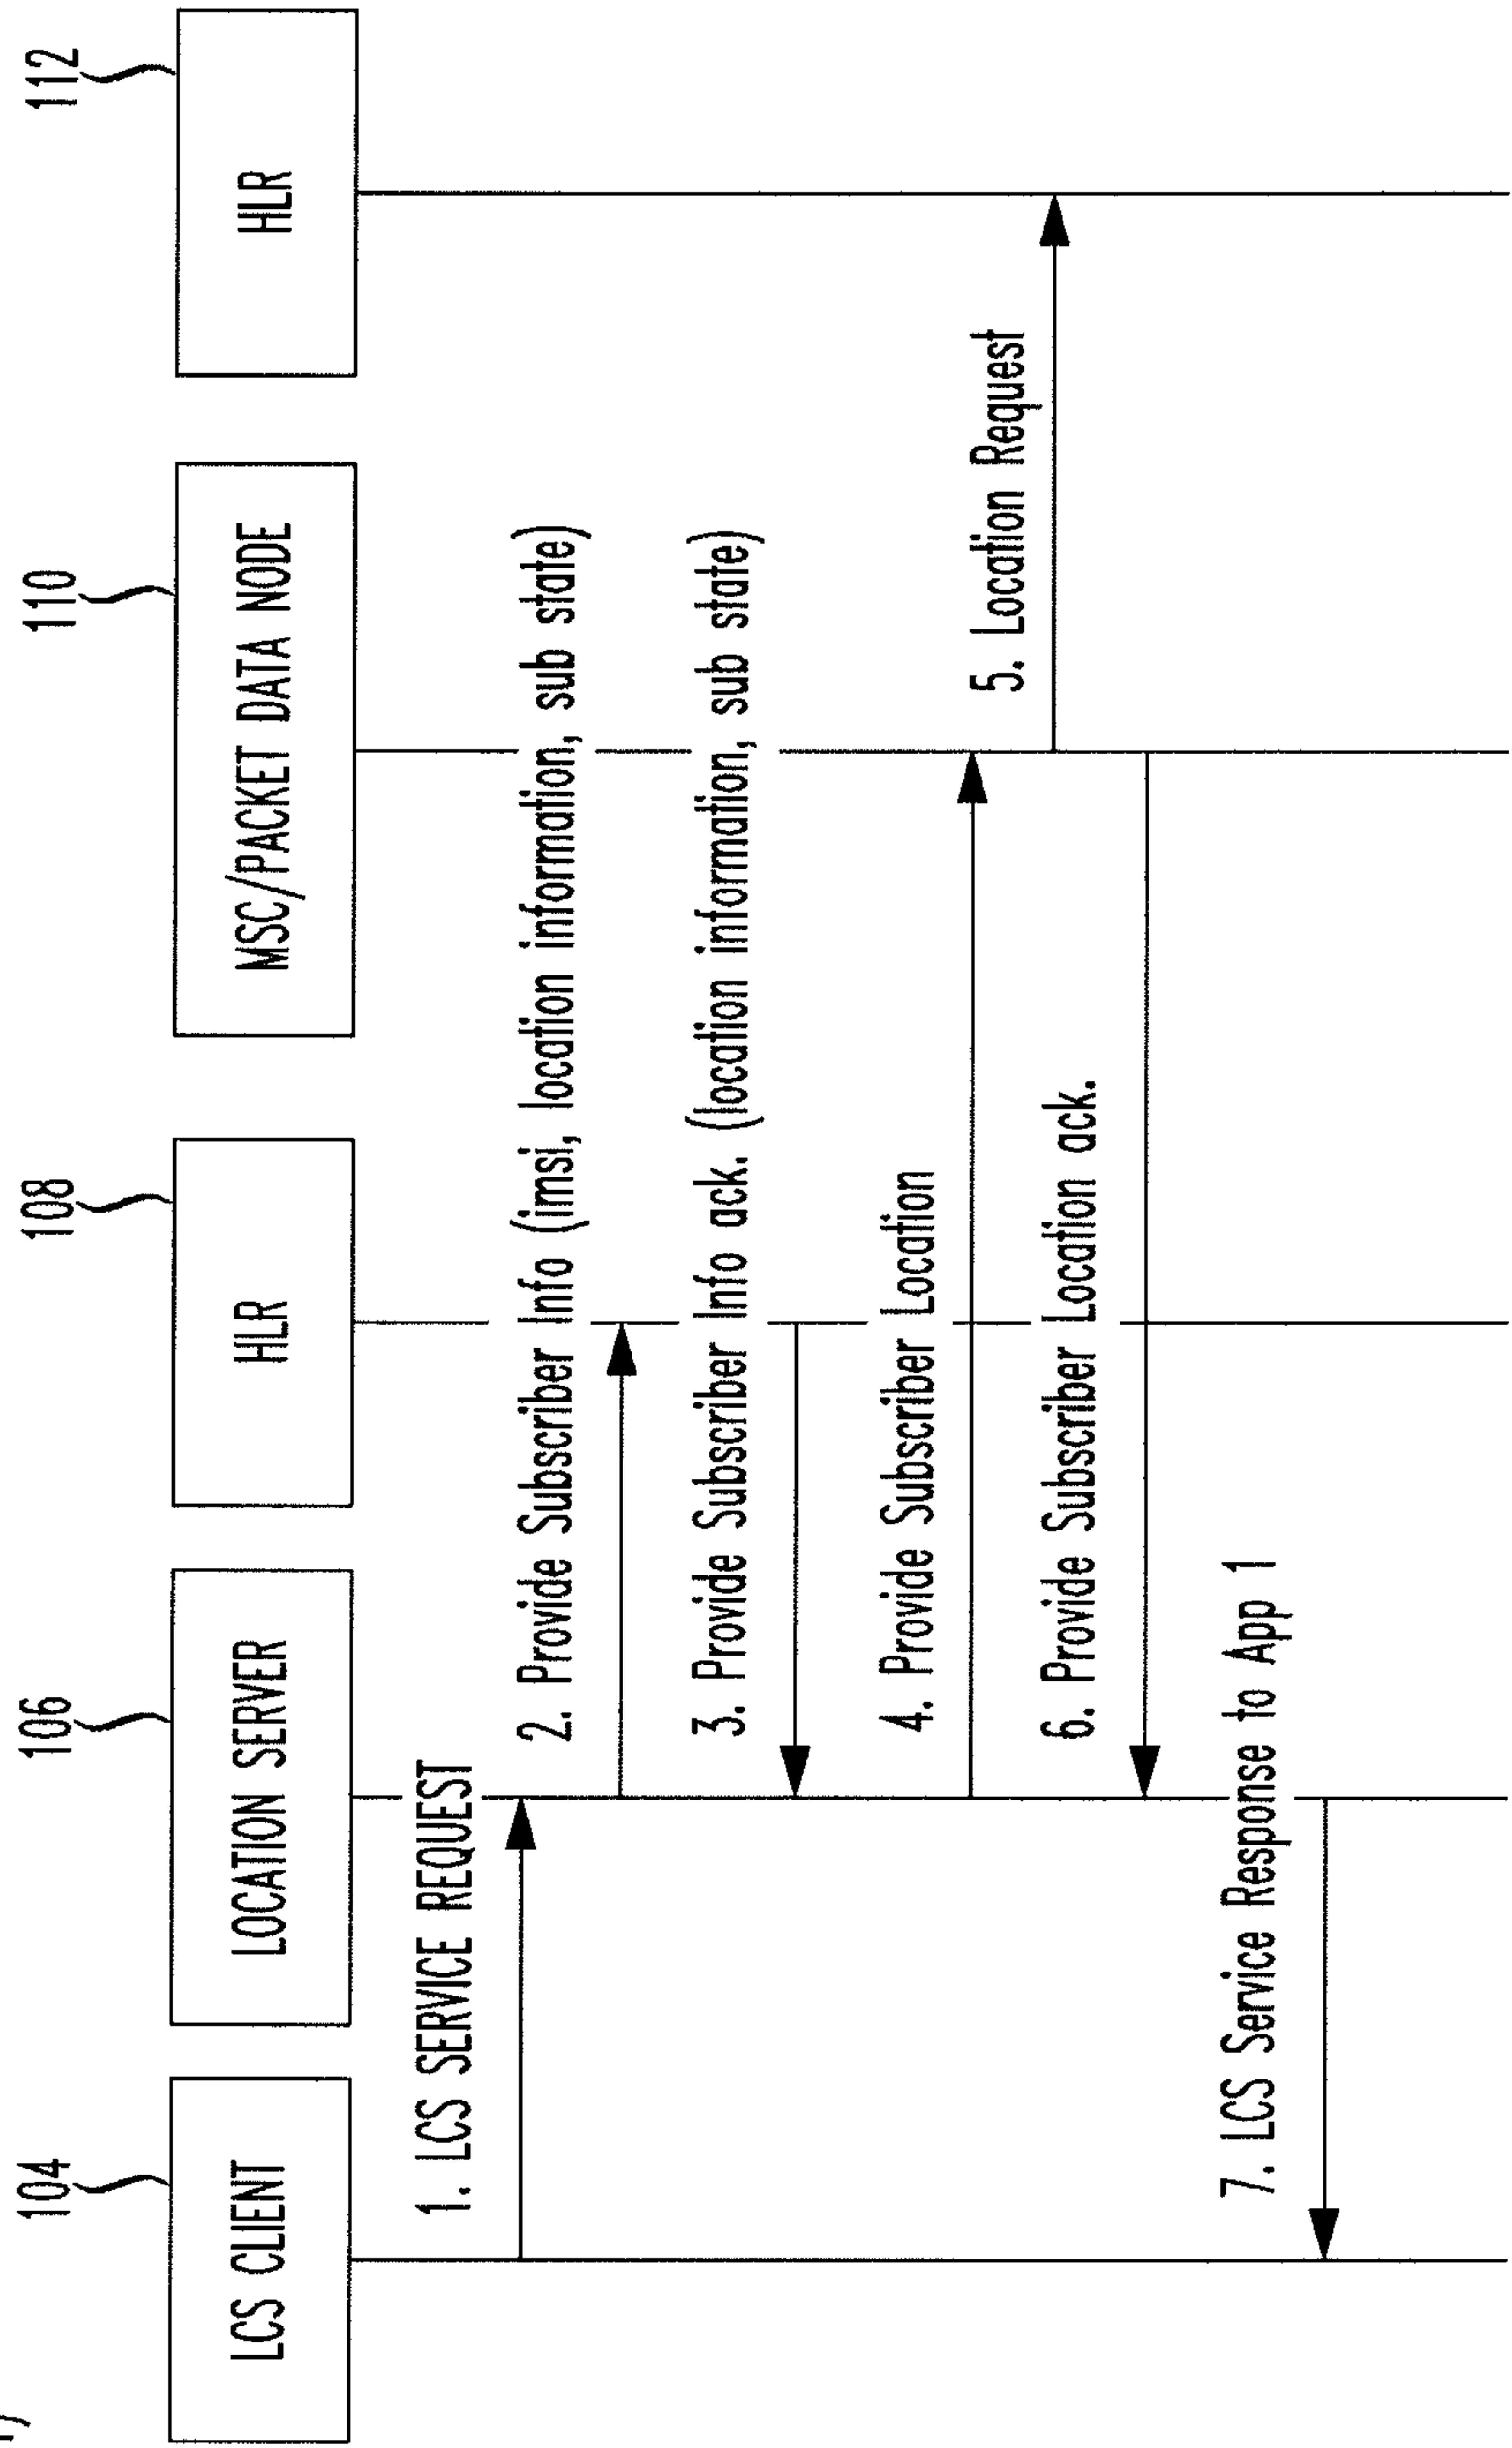 104
106
108
110
112
LCS CLIENT
LOCATION SERVER
HLR
MSC/PACKET DATA NODE
HLR
1. LCS SERVICE REQUEST
2. Provide Subscriber Info (imsi, location information, sub state)
3. Provide Subscriber Info ack. (location information, sub state)
4. Provide Subscriber Location
5. Location Request
6. Provide Subscriber Location ack.
7. LCS Service Response to App 1